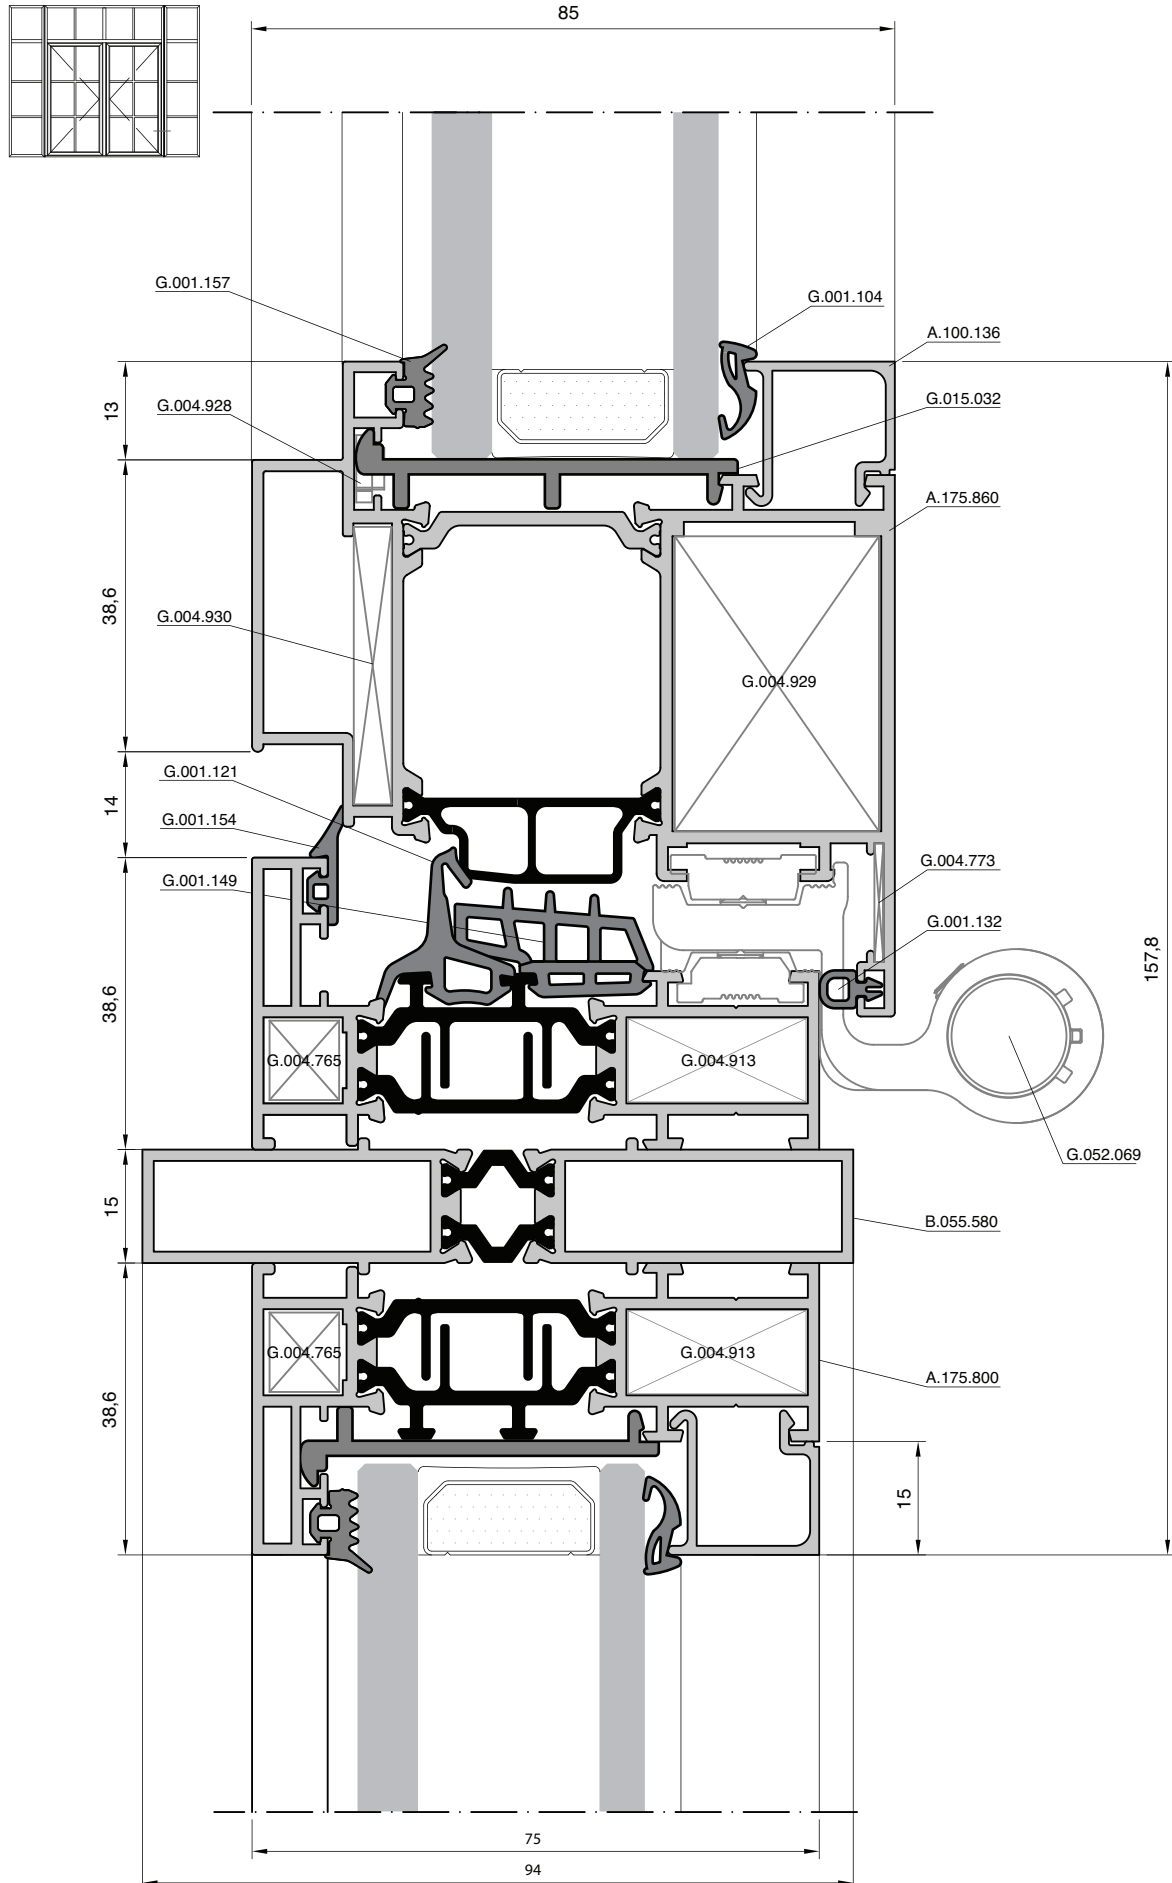 85
G.001.157
G.001.104
A.100.136
G.004.928
G.015.032
13
A.175.860
38,6
G.004.930
G.004.929
G.001.121
14
G.001.154
G.004.773
G.001.149
G.001.132
157,8
38,6
G.004.765
G.004.913
G.052.069
15
B.055.580
G.004.765
G.004.913
A.175.800
38,6
15
75
94